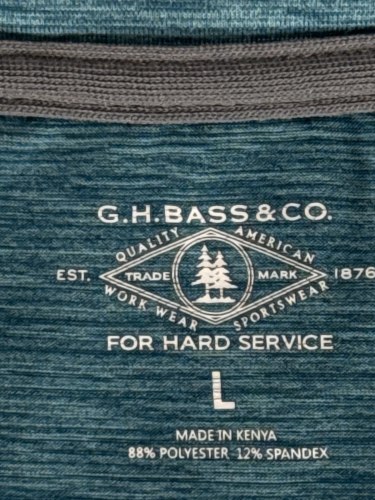 G.H.BASS & CO.
QUALITY AMERICAN
EST. TRADE MARK 1876
WORK WEAR SPORTSWEAR
FOR HARD SERVICE
L
MADE IN KENYA
88% POLYESTER 12% SPANDEX